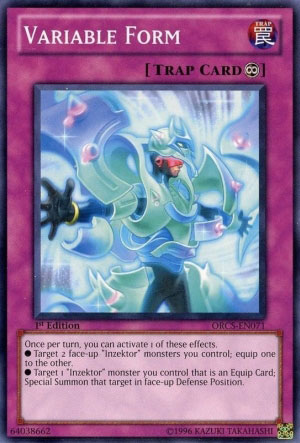 VARIABLE FORM
TRAP
罠
[TRAP CARD]
1st Edition
ORCS-EN071
Once per turn, you can activate 1 of these effects.
● Target 2 face-up "Inzektor" monsters you control; equip one
to the other.
● Target 1 "Inzektor" monster you control that is an Equip Card;
Special Summon that target in face-up Defense Position.
64038662
©1996 KAZUKI TAKAHASHI